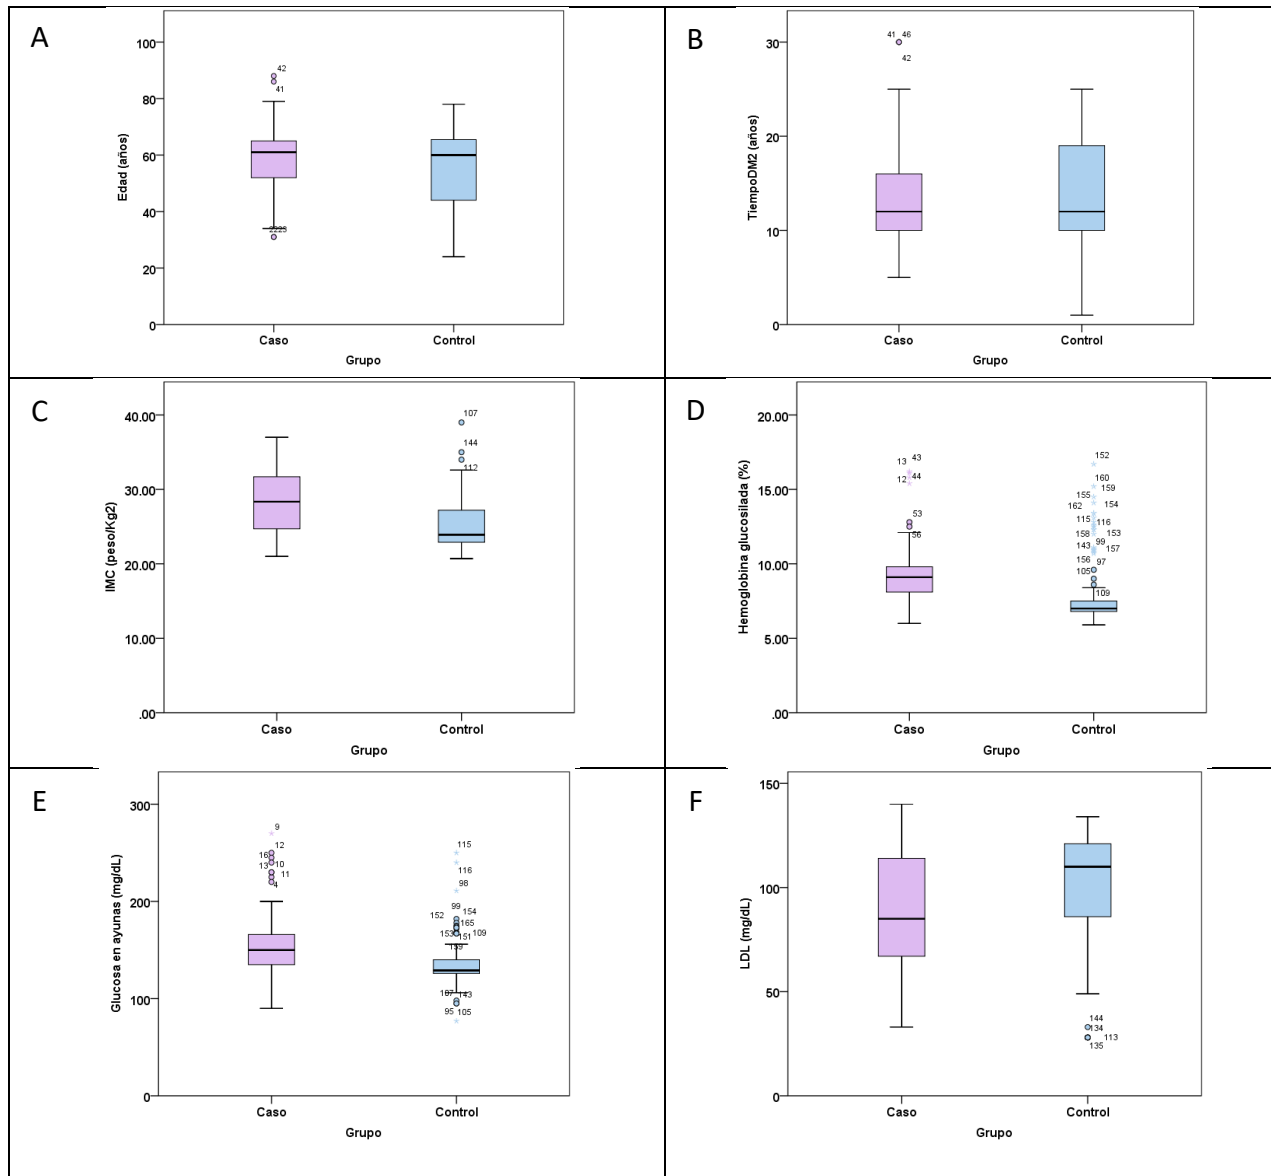 A
Edad (años)
100
80
60
40
20
0
42
41
Caso
Control
Grupo
B
TiempoDM2 (años)
30
20
10
0
41 46
42
Caso
Control
Grupo
C
IMC (peso/Kg2)
40.00
30.00
20.00
10.00
.00
107
144
112
Caso
Control
Grupo
D
Hemoglobina glucosilada (%)
20.00
15.00
10.00
5.00
.00
13 43
12 44
53
56
152
160
155 159
162 154
115 116
158 153
143 99 157
156 97
105
109
Caso
Control
Grupo
E
Glucosa en ayunas (mg/dL)
300
200
100
0
9
12
16
13 10
11
4
115
116
98
99
152 154
165
153 151 109
159
143
95 105
Caso
Control
Grupo
F
LDL (mg/dL)
150
100
50
0
144
134
113
135
Caso
Control
Grupo